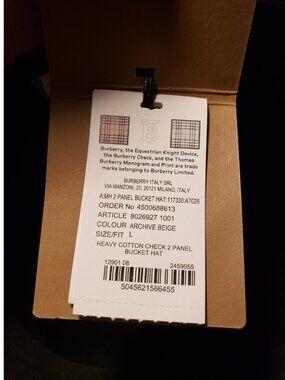 Burberry, the Equestrian Knight Device,
the Burberry Check, and the Thomas
Burberry Monogram and Print are trade
marks belonging to Burberry Limited.
BURBERRY ITALY SRL
VIA MANZONI, 20, 20121 MILANO, ITALY
A:MH 2 PANEL BUCKET HAT:117330:A7026
ORDER No 4500688613
ARTICLE 8026927 1001
COLOUR ARCHIVE BEIGE
SIZE/FIT L
HEAVY COTTON CHECK 2 PANEL
BUCKET HAT
12901 08 2459955
5045621566455